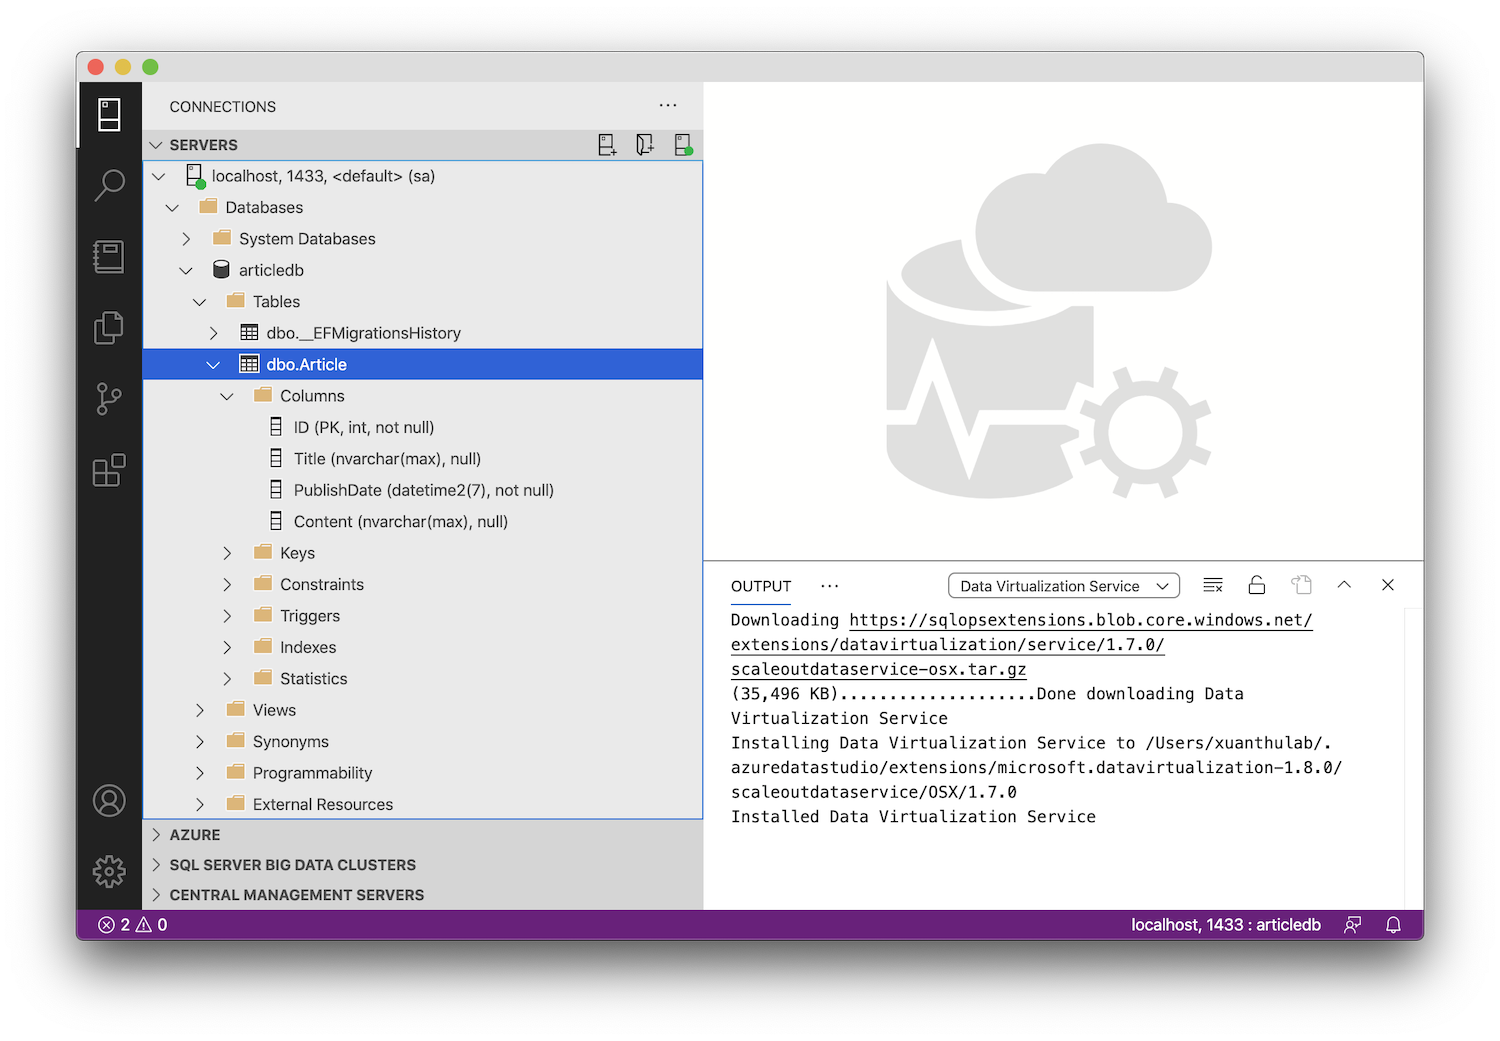 CONNECTIONS
SERVERS
localhost, 1433, <default> (sa)
Databases
System Databases
articledb
Tables
dbo.__EFMigrationsHistory
dbo.Article
Columns
ID (PK, int, not null)
Title (nvarchar(max), null)
PublishDate (datetime2(7), not null)
Content (nvarchar(max), null)
Keys
Constraints
Triggers
Indexes
Statistics
Views
Synonyms
Programmability
External Resources
AZURE
SQL SERVER BIG DATA CLUSTERS
CENTRAL MANAGEMENT SERVERS
OUTPUT
Data Virtualization Service
Downloading https://sqlopsextensions.blob.core.windows.net/
extensions/datavirtualization/service/1.7.0/
scaleoutdataservice-osx.tar.gz
(35,496 KB)....................Done downloading Data
Virtualization Service
Installing Data Virtualization Service to /Users/xuanthulab/.
azuredatastudio/extensions/microsoft.datavirtualization-1.8.0/
scaleoutdataservice/OSX/1.7.0
Installed Data Virtualization Service
2 0
localhost, 1433 : articledb